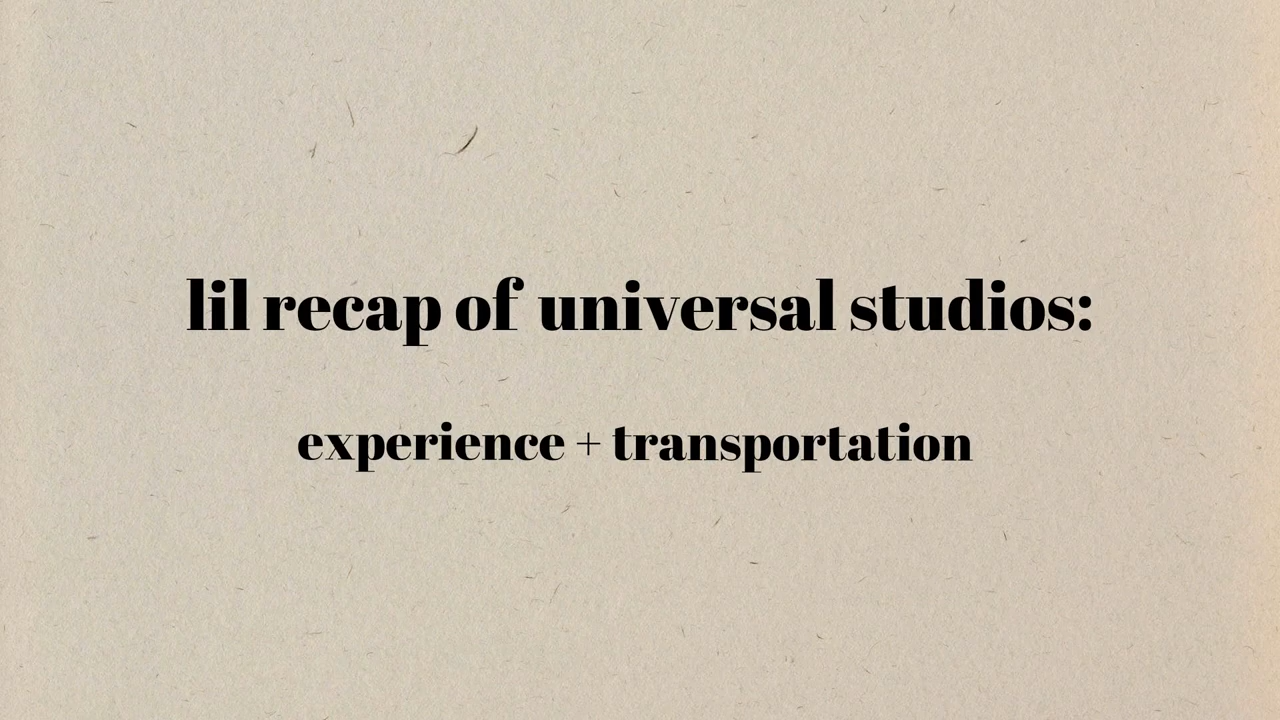 lil recap of universal studios:
experience + transportation